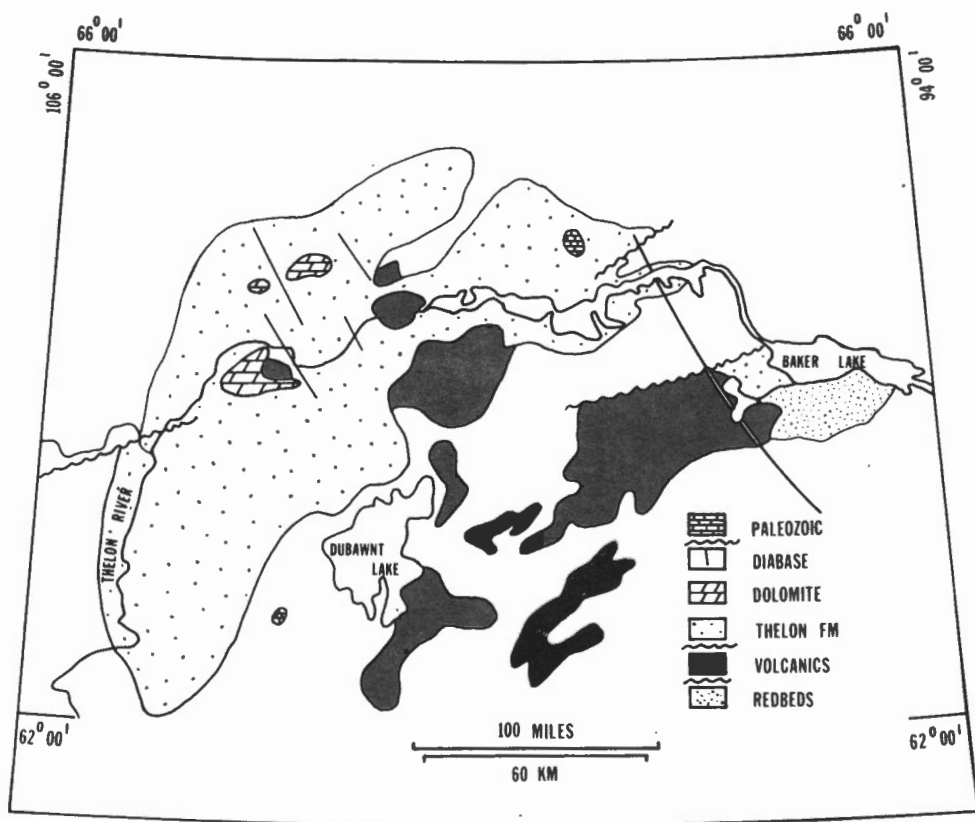 66° 00'
66° 00'
106° 00'
94° 00'
BAKER LAKE
THELON RIVER
DUBAWNT
LAKE
PALEOZOIC
DIABASE
DOLOMITE
THELON FM
VOLCANICS
REDBEDS
62° 00'
62° 00'
100 MILES
60 KM